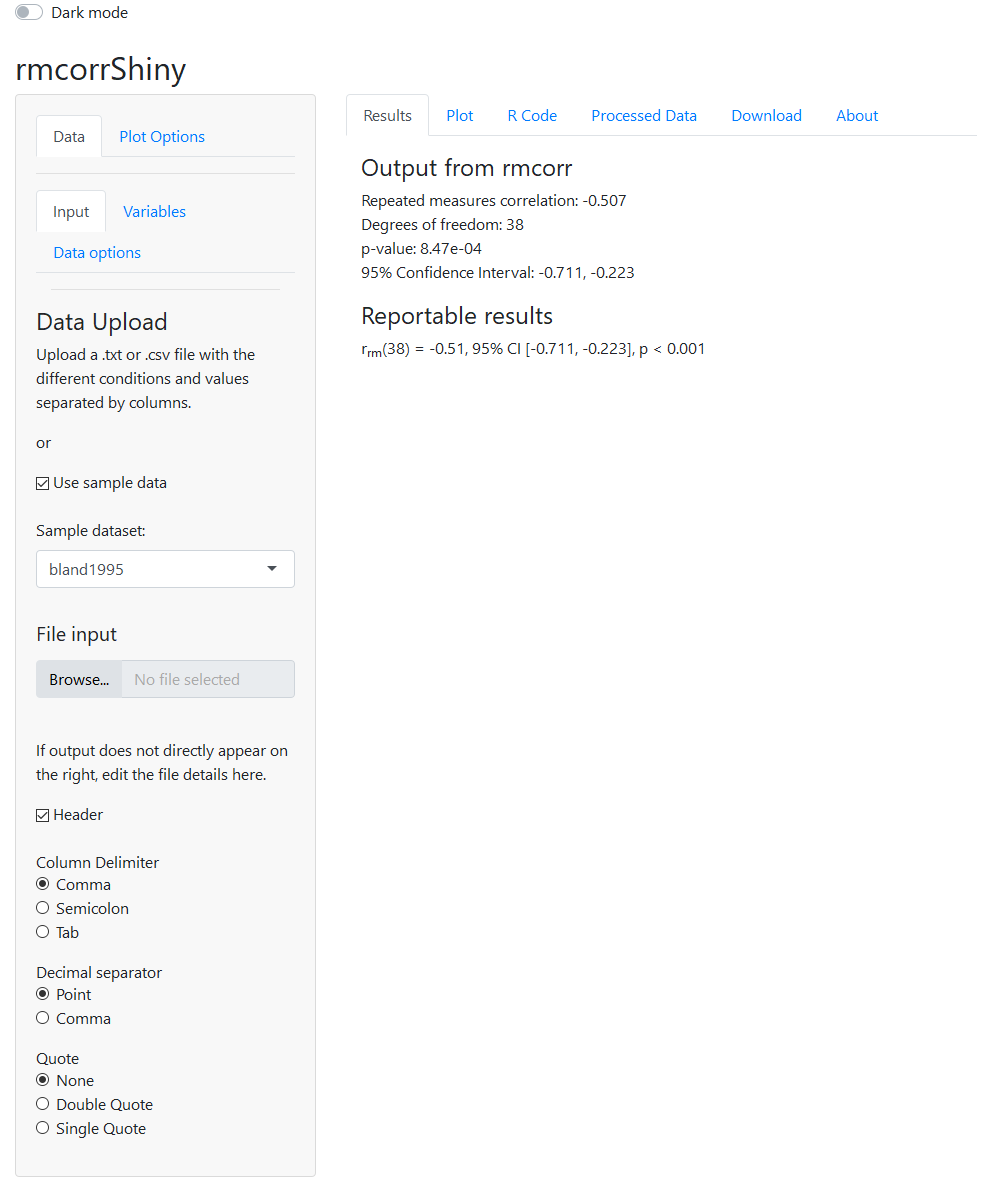 Dark mode
rmcorrShiny
Data
Plot Options
Input
Variables
Data options
Data Upload
Upload a .txt or .csv file with the
different conditions and values
separated by columns.
or
Use sample data
Sample dataset:
bland1995
File input
Browse...
No file selected
If output does not directly appear on
the right, edit the file details here.
Header
Column Delimiter
Comma
Semicolon
Tab
Decimal separator
Point
Comma
Quote
None
Double Quote
Single Quote
Results
Plot
R Code
Processed Data
Download
About
Output from rmcorr
Repeated measures correlation: -0.507
Degrees of freedom: 38
p-value: 8.47e-04
95% Confidence Interval: -0.711, -0.223
Reportable results
rrm(38) = -0.51, 95% CI [-0.711, -0.223], p < 0.001